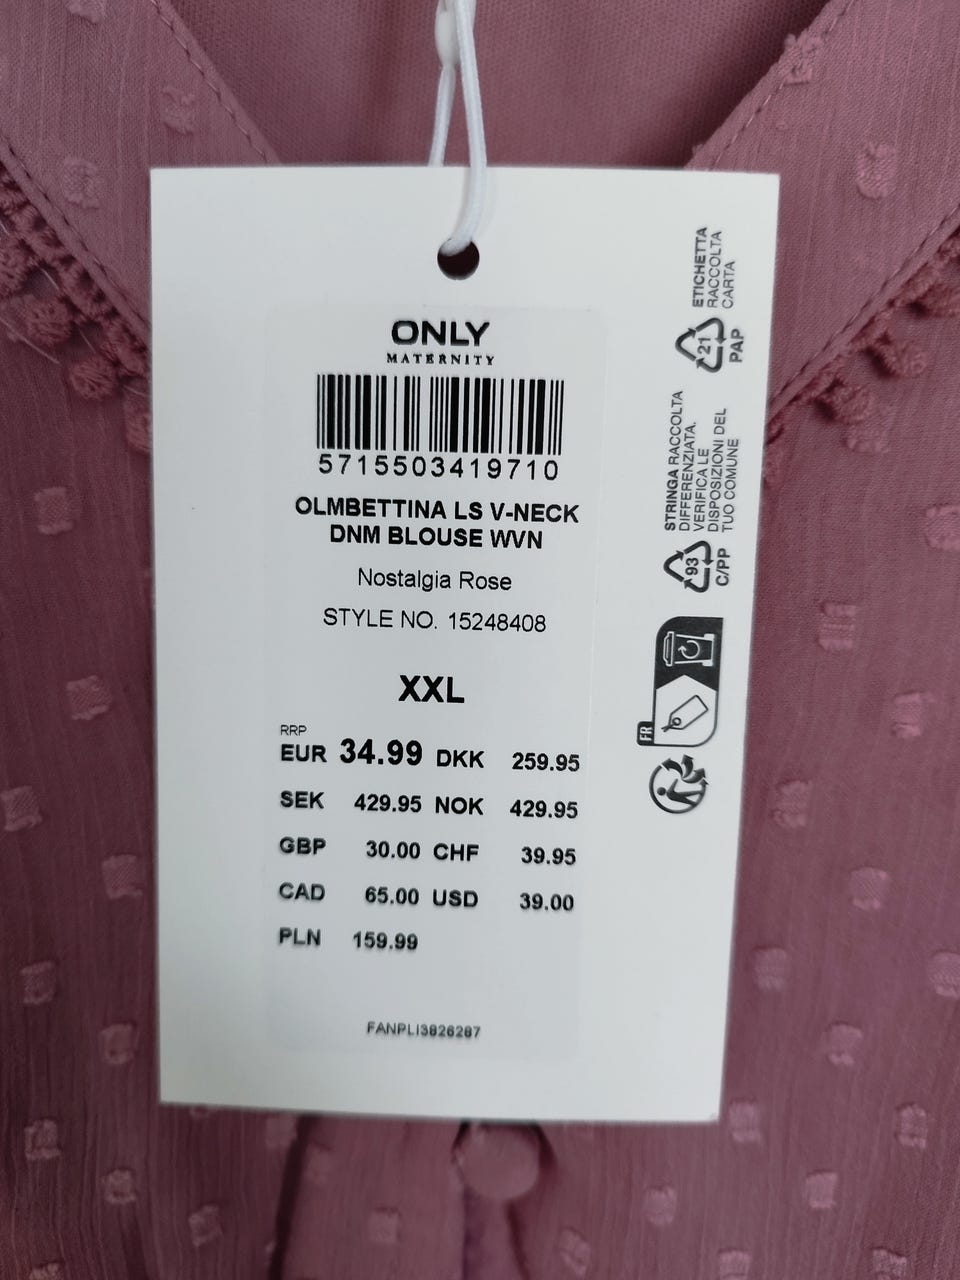 ONLY
MATERNITY
5715503419710
OLMBETTINA LS V-NECK
DNM BLOUSE WVN
Nostalgia Rose
STYLE NO. 15248408
XXL
RRP
EUR 34.99 DKK 259.95
SEK 429.95 NOK 429.95
GBP 30.00 CHF 39.95
CAD 65.00 USD 39.00
PLN 159.99
FANPLI3826287
ETICHETTA
RACCOLTA
CARTA
21
PAP
STRINGA RACCOLTA
DIFFERENZIATA.
VERIFICA LE
DISPOSIZIONI DEL
TUO COMUNE
93
C/PP
FR